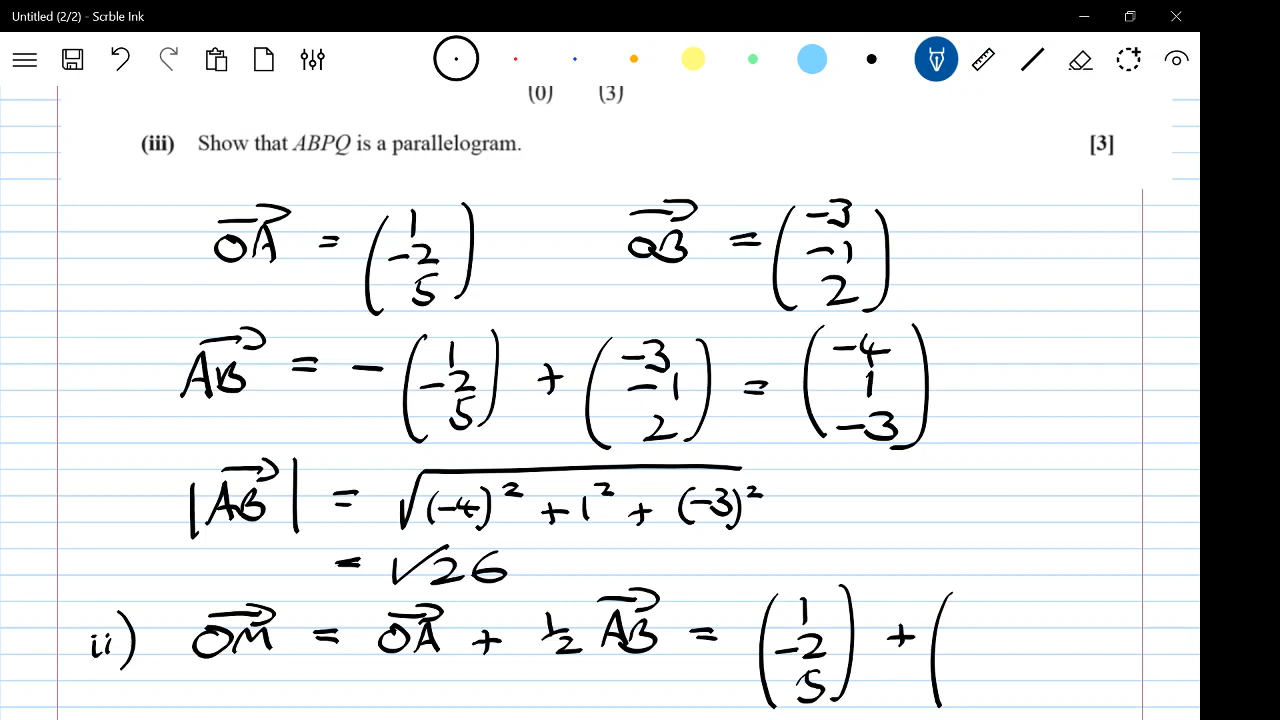 Untitled (2/2) - Scrble Ink
(0) (3)
(iii) Show that ABPQ is a parallelogram. [3]
→OA = (1 -2 5) →OB = (-3 -1 2)
→AB = - (1 -2 5) + (-3 -1 2) = (-4 1 -3)
|→AB| = √(-4)² + 1² + (-3)²
= √26
ii) →OM = →OA + ½ →AB = (1 -2 5) + (